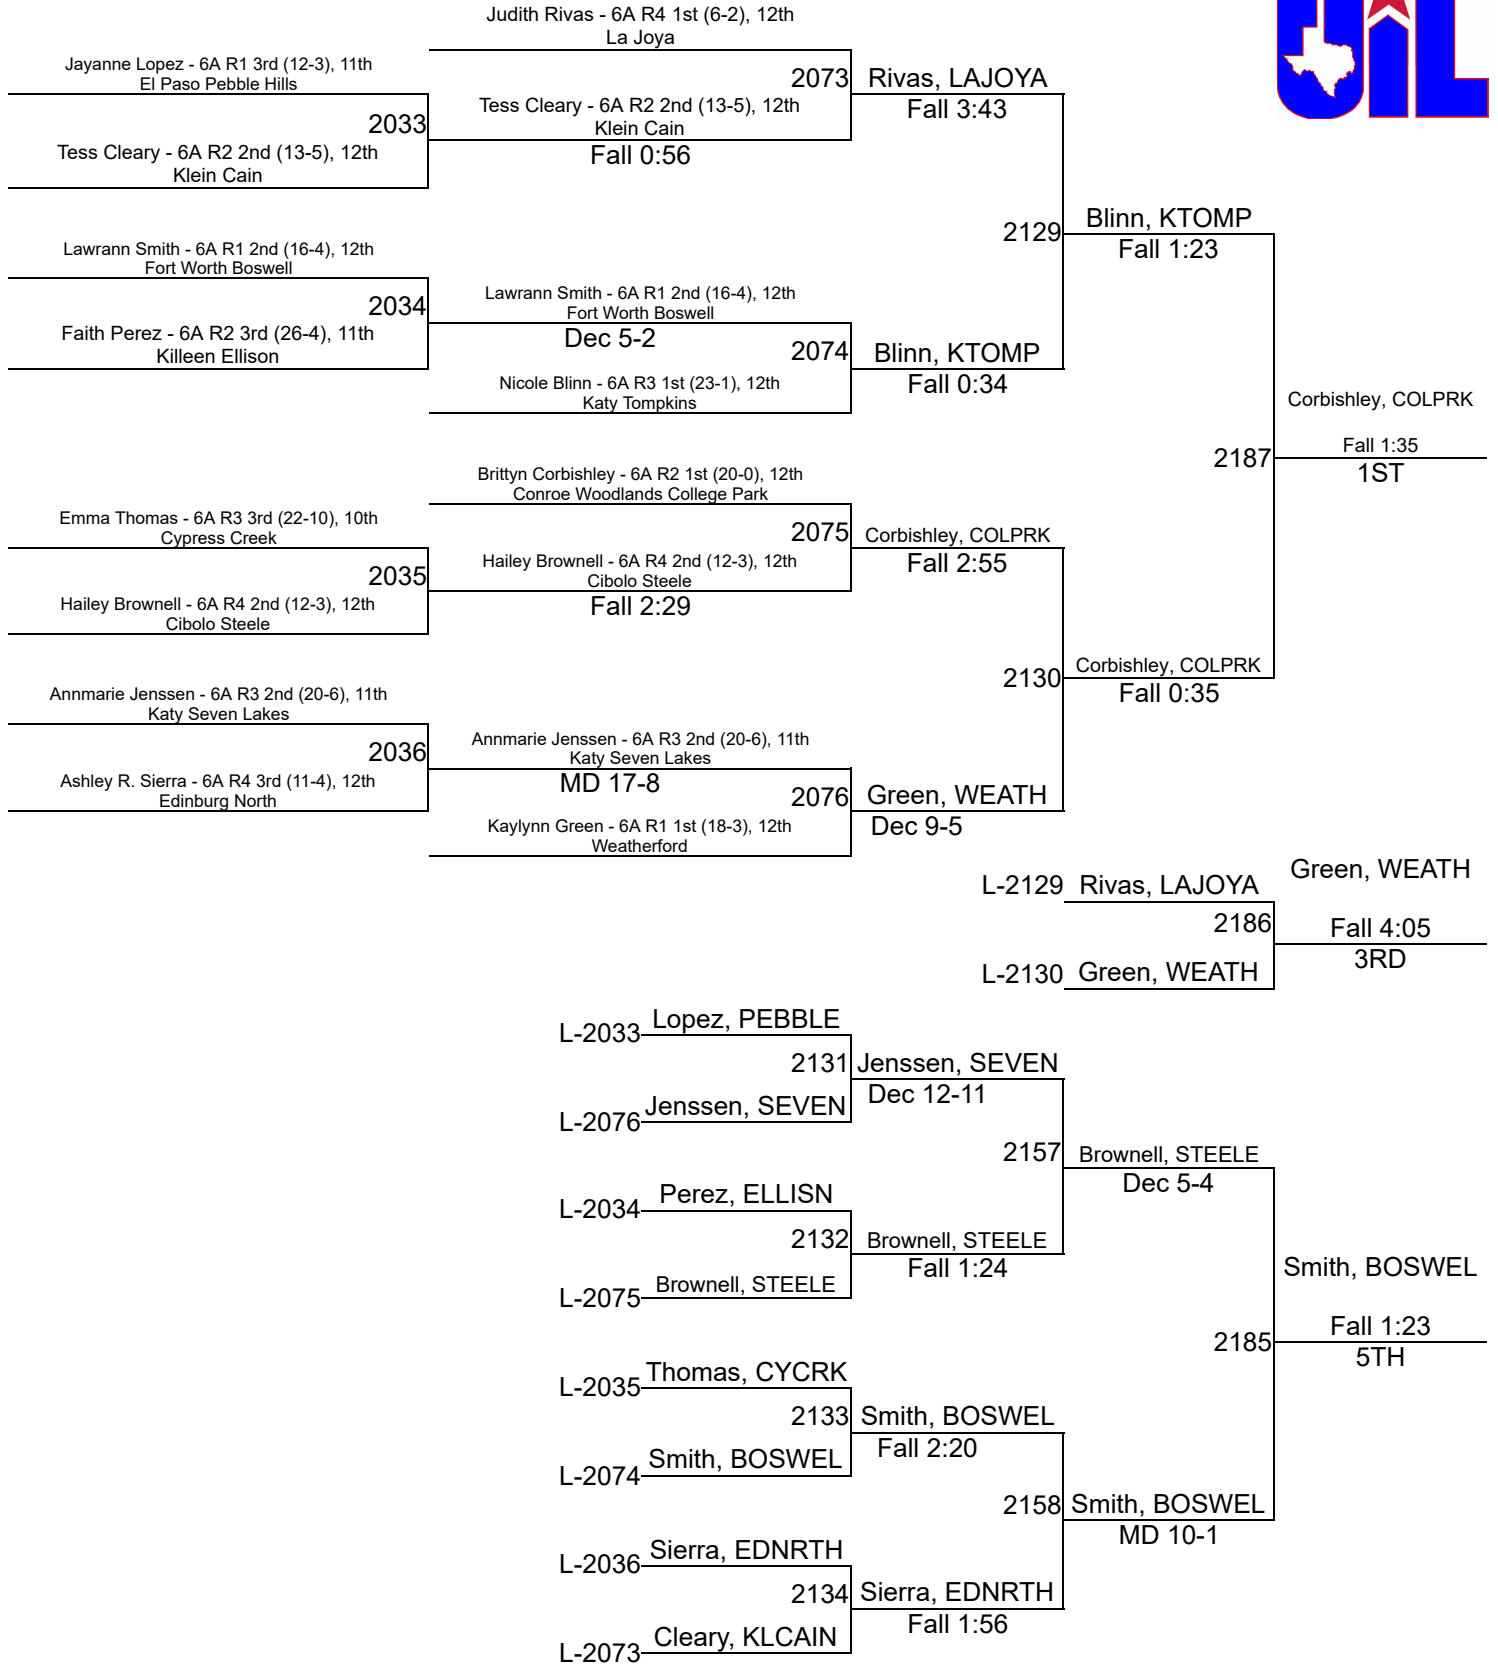 Judith Rivas - 6A R4 1st (6-2), 12th
La Joya
UIL
Jayanne Lopez - 6A R1 3rd (12-3), 11th
El Paso Pebble Hills
2073
Rivas, LAJOYA
Fall 3:43
Tess Cleary - 6A R2 2nd (13-5), 12th
Klein Cain
Fall 0:56
2033
Tess Cleary - 6A R2 2nd (13-5), 12th
Klein Cain
2129
Blinn, KTOMP
Fall 1:23
Lawrann Smith - 6A R1 2nd (16-4), 12th
Fort Worth Boswell
2034
Faith Perez - 6A R2 3rd (26-4), 11th
Killeen Ellison
Lawrann Smith - 6A R1 2nd (16-4), 12th
Fort Worth Boswell
Dec 5-2
2074
Blinn, KTOMP
Fall 0:34
Nicole Blinn - 6A R3 1st (23-1), 12th
Katy Tompkins
Corbishley, COLPRK
Fall 1:35
1ST
2187
Brittyn Corbishley - 6A R2 1st (20-0), 12th
Conroe Woodlands College Park
2075
Corbishley, COLPRK
Fall 2:55
Emma Thomas - 6A R3 3rd (22-10), 10th
Cypress Creek
2035
Hailey Brownell - 6A R4 2nd (12-3), 12th
Cibolo Steele
Fall 2:29
Hailey Brownell - 6A R4 2nd (12-3), 12th
Cibolo Steele
2130
Corbishley, COLPRK
Fall 0:35
Annmarie Jenssen - 6A R3 2nd (20-6), 11th
Katy Seven Lakes
2036
Ashley R. Sierra - 6A R4 3rd (11-4), 12th
Edinburg North
Annmarie Jenssen - 6A R3 2nd (20-6), 11th
Katy Seven Lakes
MD 17-8
2076
Green, WEATH
Dec 9-5
Kaylynn Green - 6A R1 1st (18-3), 12th
Weatherford
L-2129
Rivas, LAJOYA
Green, WEATH
2186
Fall 4:05
3RD
L-2130
Green, WEATH
L-2033
Lopez, PEBBLE
2131
Jenssen, SEVEN
Dec 12-11
L-2076
Jenssen, SEVEN
2157
Brownell, STEELE
Dec 5-4
L-2034
Perez, ELLISN
2132
Brownell, STEELE
Fall 1:24
L-2075
Brownell, STEELE
Smith, BOSWEL
2185
Fall 1:23
5TH
L-2035
Thomas, CYCRK
2133
Smith, BOSWEL
Fall 2:20
L-2074
Smith, BOSWEL
2158
Smith, BOSWEL
MD 10-1
L-2036
Sierra, EDNRTH
2134
Sierra, EDNRTH
Fall 1:56
L-2073
Cleary, KLCAIN